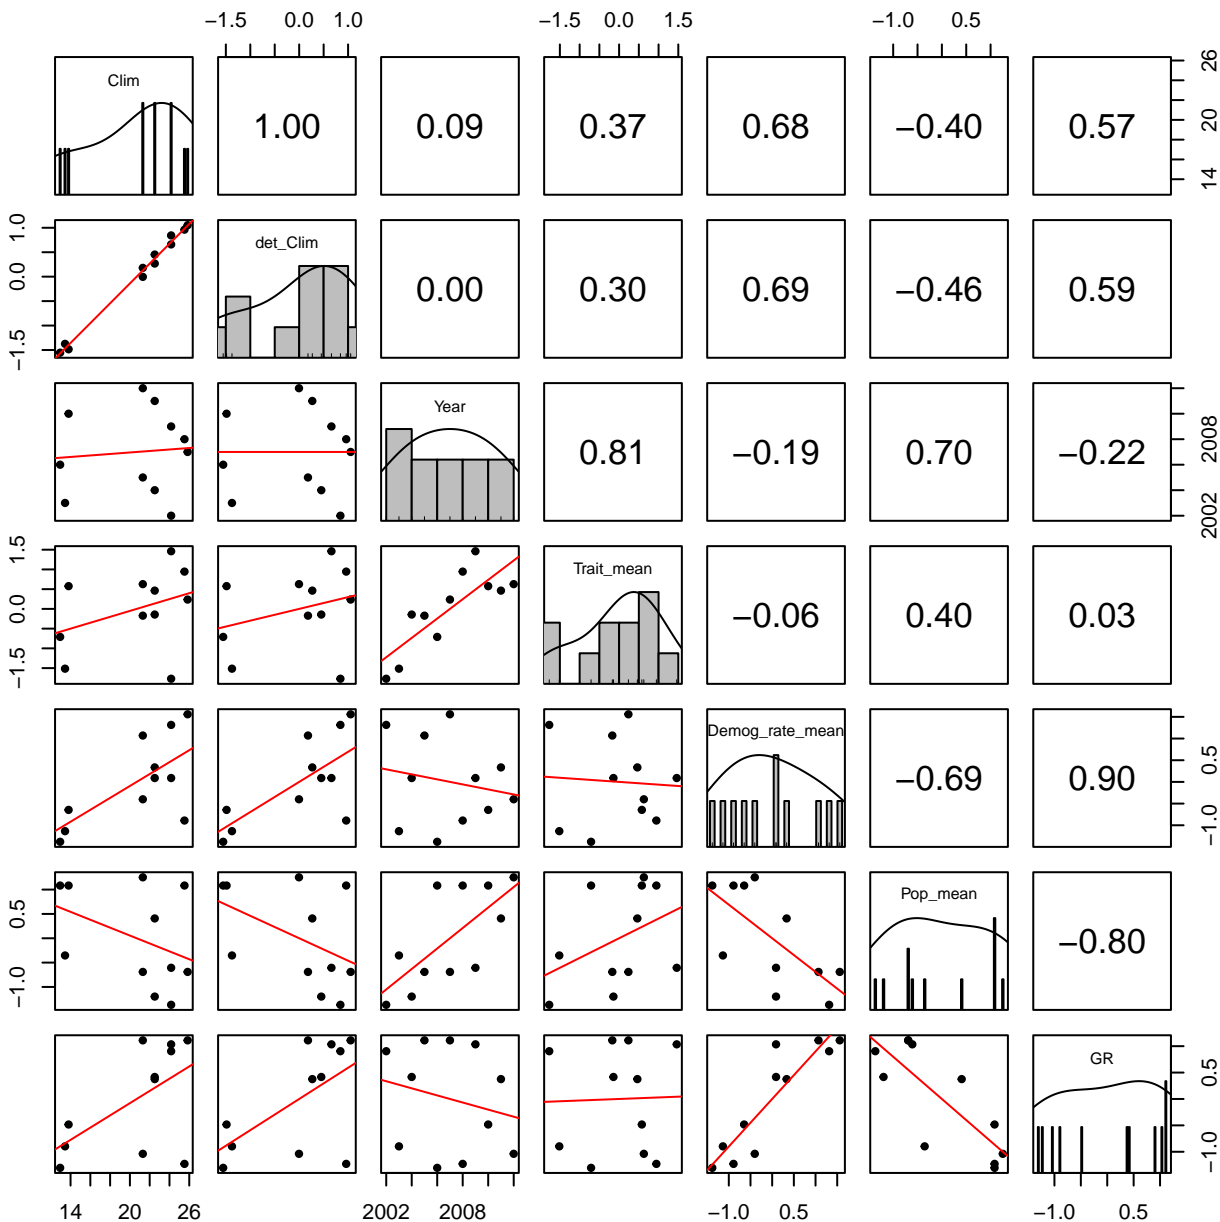 −1.5 0.0 1.0 −1.5 0.0 1.5 −1.0 0.5
Clim
1.00 0.09 0.37 0.68 −0.40 0.57
14 20 26
−1.5 0.0 1.0
det_Clim
0.00 0.30 0.69 −0.46 0.59
Year
0.81 −0.19 0.70 −0.22
2002 2008
−1.5 0.0 1.5
Trait_mean
−0.06 0.40 0.03
Demog_rate_mean
−0.69 0.90
−1.0 0.5
−1.0 0.5
Pop_mean
−0.80
GR
−1.0 0.5
14 20 26 2002 2008 −1.0 0.5 −1.0 0.5